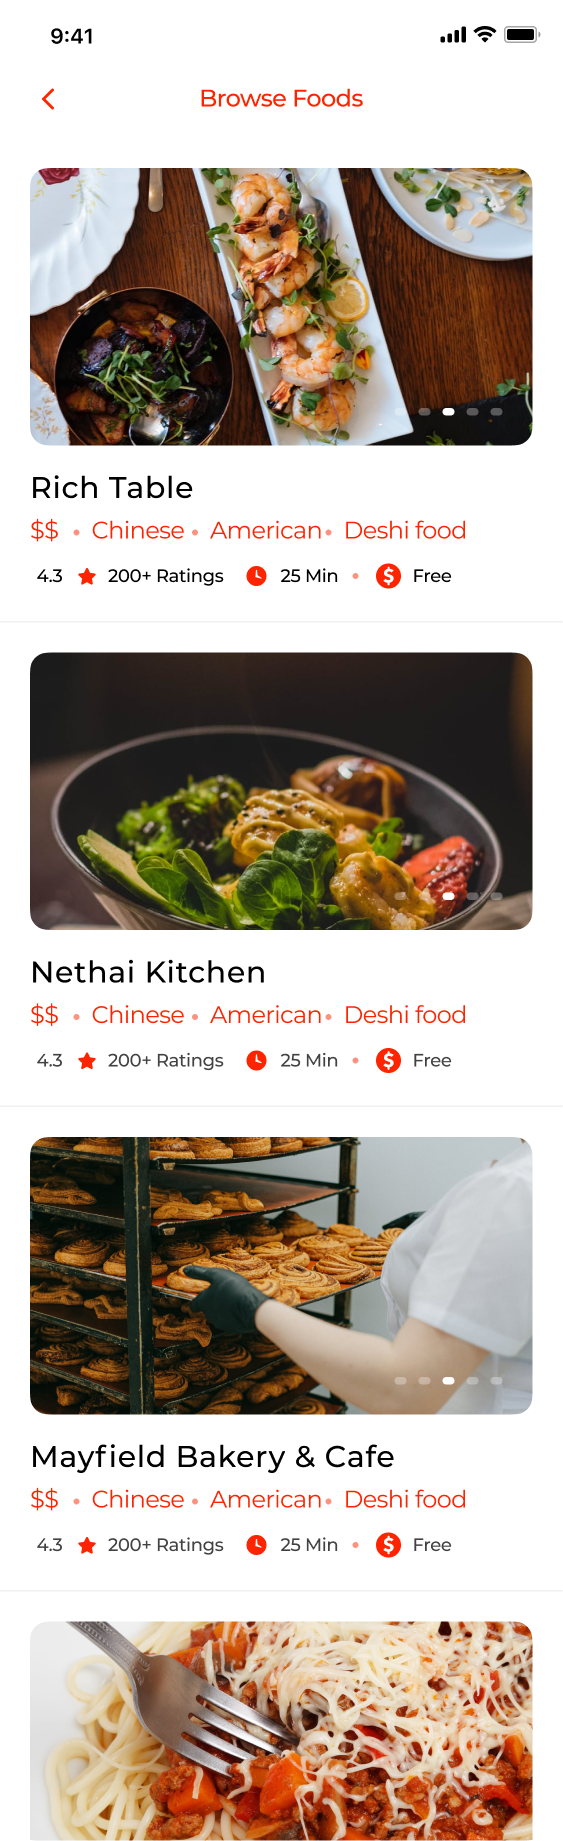 9:41
Browse Foods
Rich Table
$$ • Chinese • American • Deshi food
4.3 200+ Ratings 25 Min • $ Free
Nethai Kitchen
$$ • Chinese • American • Deshi food
4.3 200+ Ratings 25 Min • $ Free
Mayfield Bakery & Cafe
$$ • Chinese • American • Deshi food
4.3 200+ Ratings 25 Min • $ Free